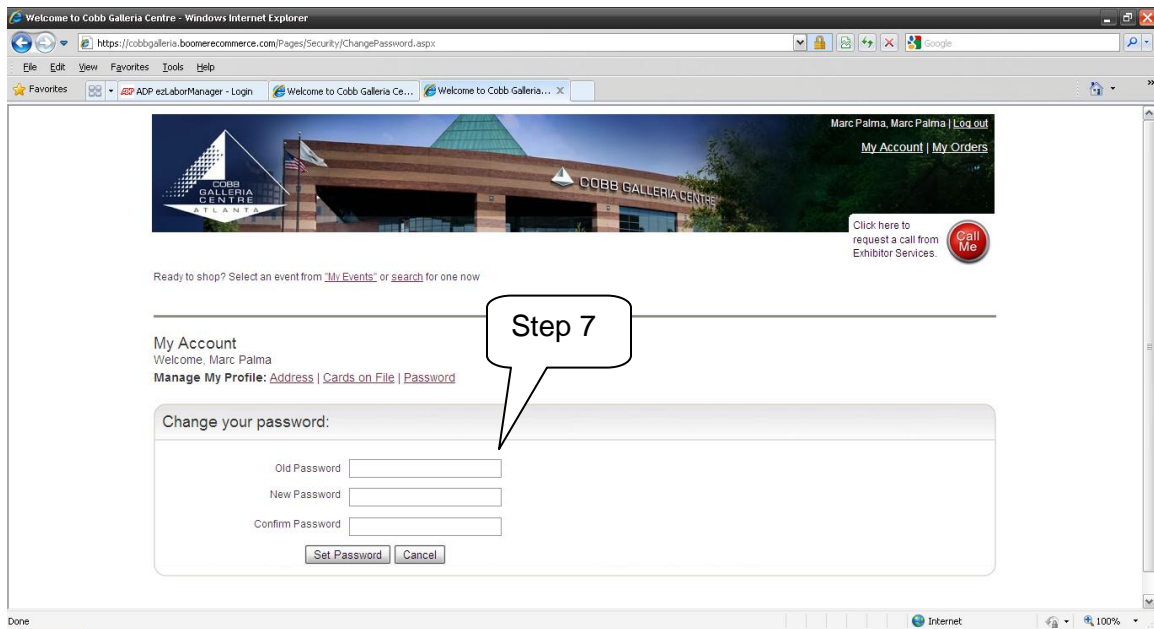 Welcome to Cobb Galleria Centre - Windows Internet Explorer
https://cobbgalleria.boomerecommerce.com/Pages/Security/ChangePassword.aspx
Google
File Edit View Favorites Tools Help
Favorites
ADP ADP ezLaborManager - Login
Welcome to Cobb Galleria Ce...
Welcome to Cobb Galleria... X
COBB
GALLERIA
CENTRE
ATLANTA
COBB GALLERIA CENTRE
Marc Palma, Marc Palma | Log out
My Account | My Orders
Click here to
request a call from
Exhibitor Services.
Call
Me
Ready to shop? Select an event from "My Events" or search for one now
Step 7
My Account
Welcome, Marc Palma
Manage My Profile: Address | Cards on File | Password
Change your password:
Old Password
New Password
Confirm Password
Set Password Cancel
Done
Internet
100%